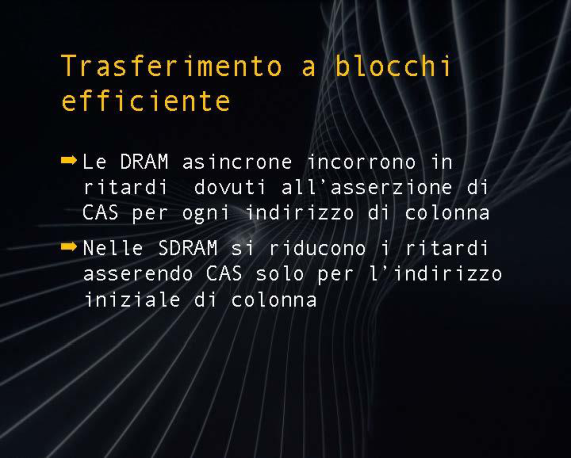 Trasferimento a blocchi
efficiente
➡ Le DRAM asincrone incorrono in
ritardi dovuti all'asserzione di
CAS per ogni indirizzo di colonna
➡ Nelle SDRAM si riducono i ritardi
asserendo CAS solo per l'indirizzo
iniziale di colonna